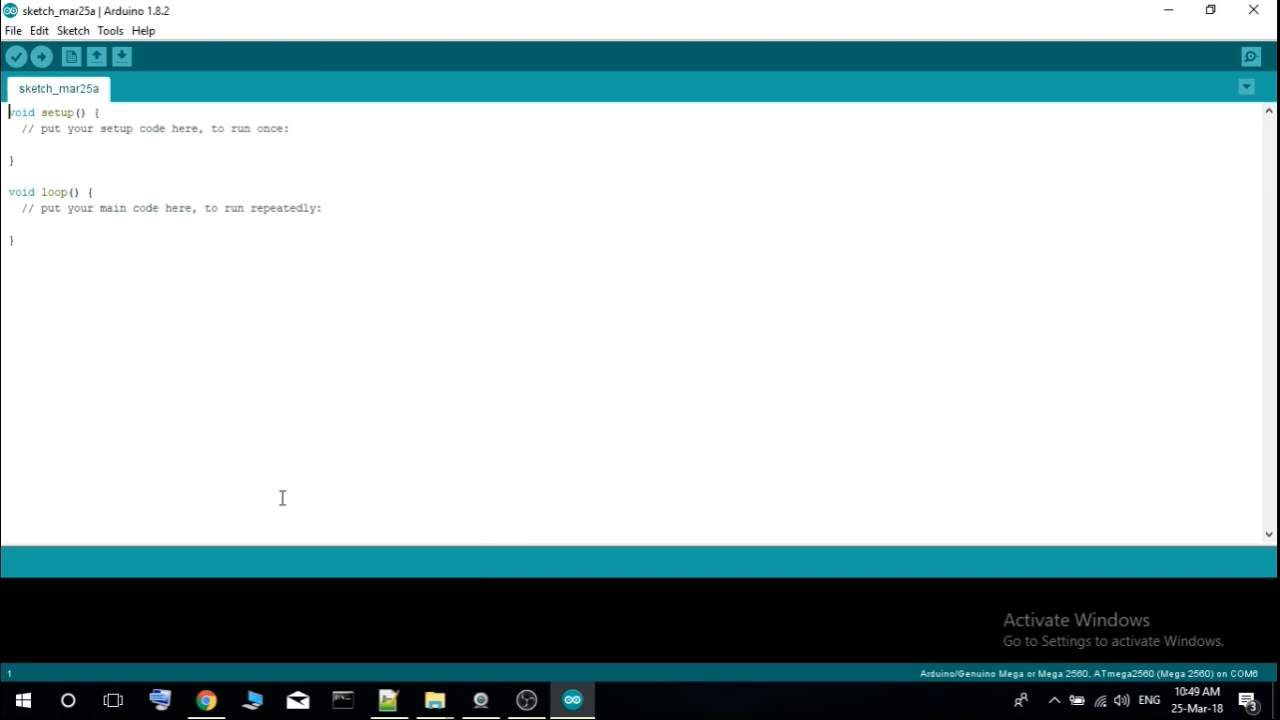 sketch_mar25a | Arduino 1.8.2
File Edit Sketch Tools Help
sketch_mar25a
void setup() {
  // put your setup code here, to run once:
}
void loop() {
  // put your main code here, to run repeatedly:
}
Activate Windows
Go to Settings to activate Windows.
1 Arduino/Genuino Mega or Mega 2560, ATmega2560 (Mega 2560) on COM6
ENG
10:49 AM
25-Mar-18
3